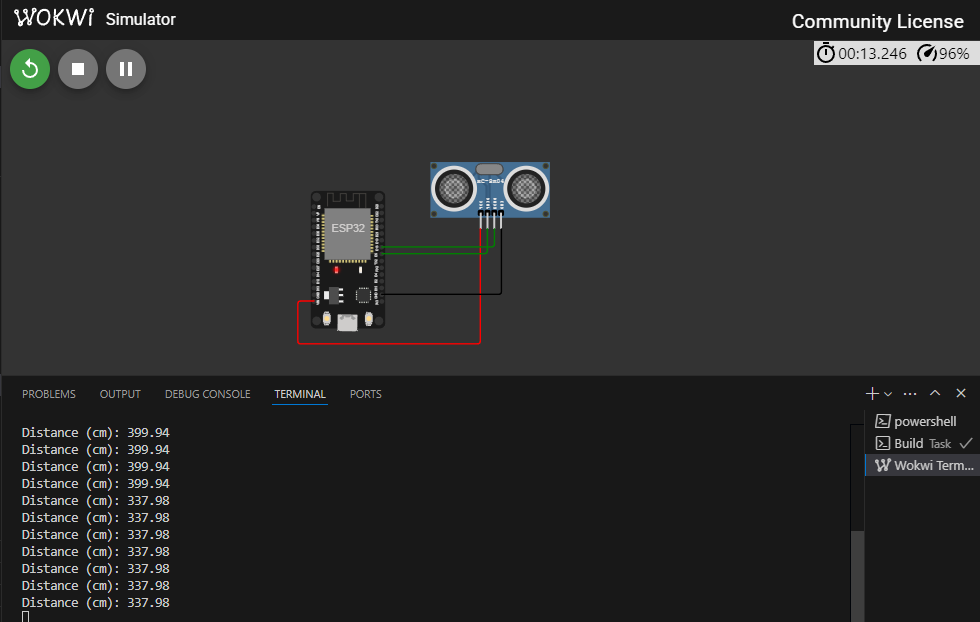 WOKWI Simulator
Community License
00:13.246 96%
HC-SR04
ESP32
PROBLEMS OUTPUT DEBUG CONSOLE TERMINAL PORTS
powershell
Build Task
Wokwi Term...
Distance (cm): 399.94
Distance (cm): 399.94
Distance (cm): 399.94
Distance (cm): 399.94
Distance (cm): 337.98
Distance (cm): 337.98
Distance (cm): 337.98
Distance (cm): 337.98
Distance (cm): 337.98
Distance (cm): 337.98
Distance (cm): 337.98